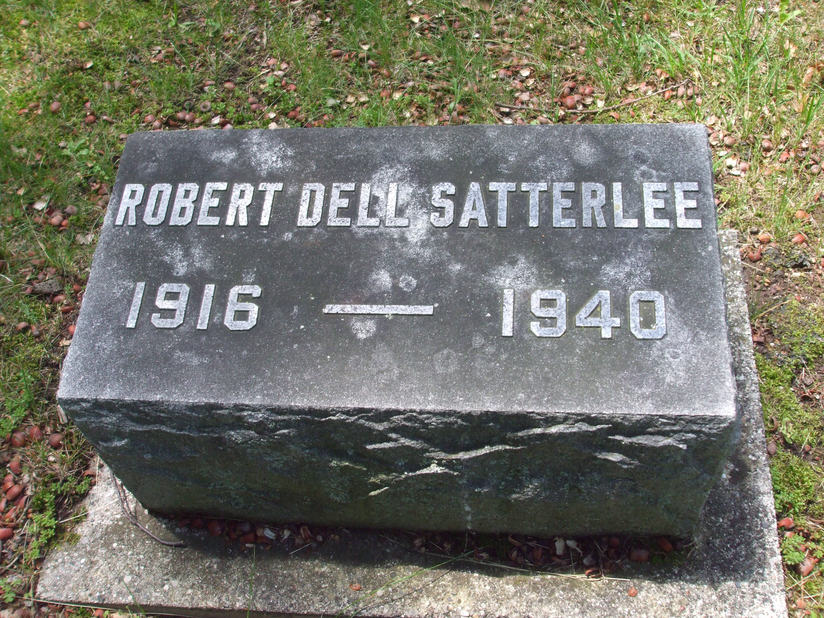 ROBERT DELL SATTERLEE
1916 — 1940